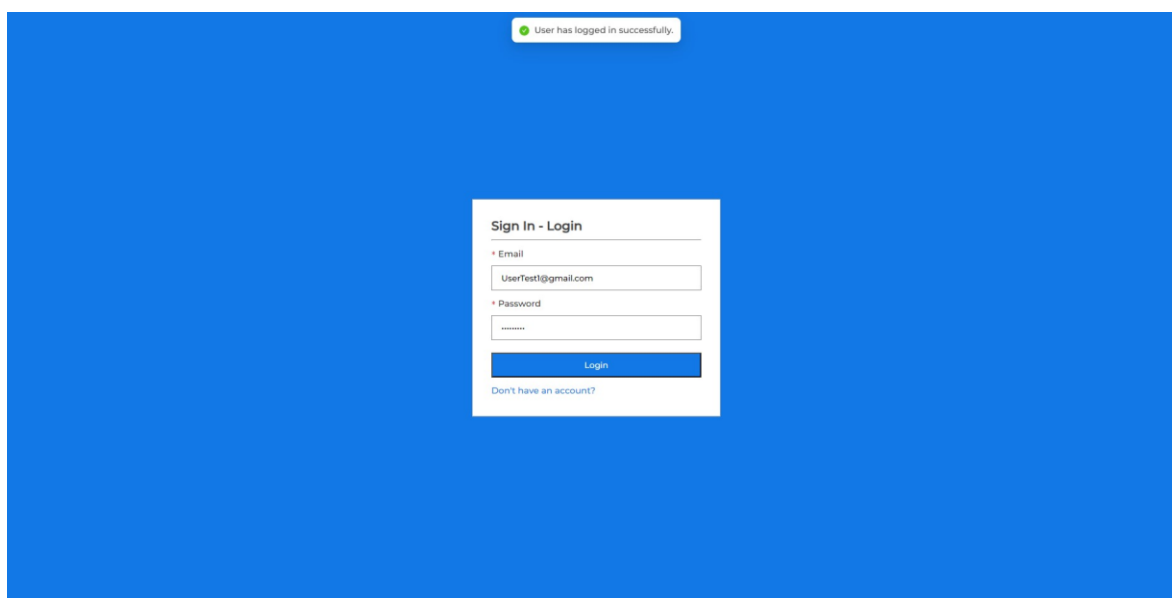 User has logged in successfully.
Sign In - Login
* Email
UserTest1@gmail.com
* Password
•••••••••
Login
Don't have an account?